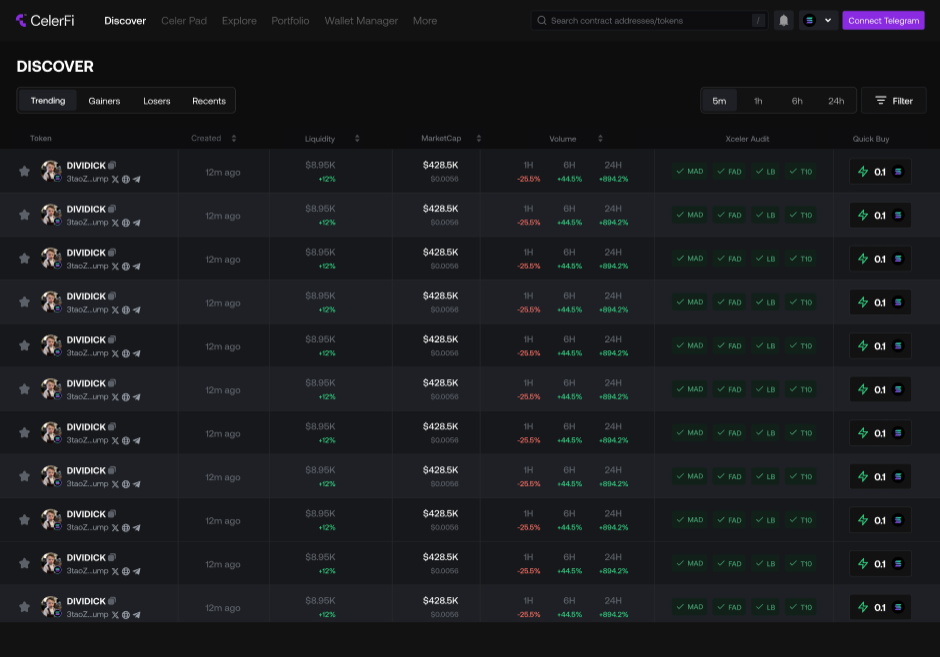 CelerFi Discover Celer Pad Explore Portfolio Wallet Manager More Search contract addresses/tokens / Connect Telegram
DISCOVER
Trending Gainers Losers Recents 5m 1h 6h 24h Filter
Token Created Liquidity MarketCap Volume Xceler Audit Quick Buy
DIVIDICK 12m ago $8.95K $428.5K 1H 6H 24H MAD FAD LB T10 0.1
3taoZ...ump +12% $0.0056 -25.5% +44.5% +894.2%
DIVIDICK 12m ago $8.95K $428.5K 1H 6H 24H MAD FAD LB T10 0.1
3taoZ...ump +12% $0.0056 -25.5% +44.5% +894.2%
DIVIDICK 12m ago $8.95K $428.5K 1H 6H 24H MAD FAD LB T10 0.1
3taoZ...ump +12% $0.0056 -25.5% +44.5% +894.2%
DIVIDICK 12m ago $8.95K $428.5K 1H 6H 24H MAD FAD LB T10 0.1
3taoZ...ump +12% $0.0056 -25.5% +44.5% +894.2%
DIVIDICK 12m ago $8.95K $428.5K 1H 6H 24H MAD FAD LB T10 0.1
3taoZ...ump +12% $0.0056 -25.5% +44.5% +894.2%
DIVIDICK 12m ago $8.95K $428.5K 1H 6H 24H MAD FAD LB T10 0.1
3taoZ...ump +12% $0.0056 -25.5% +44.5% +894.2%
DIVIDICK 12m ago $8.95K $428.5K 1H 6H 24H MAD FAD LB T10 0.1
3taoZ...ump +12% $0.0056 -25.5% +44.5% +894.2%
DIVIDICK 12m ago $8.95K $428.5K 1H 6H 24H MAD FAD LB T10 0.1
3taoZ...ump +12% $0.0056 -25.5% +44.5% +894.2%
DIVIDICK 12m ago $8.95K $428.5K 1H 6H 24H MAD FAD LB T10 0.1
3taoZ...ump +12% $0.0056 -25.5% +44.5% +894.2%
DIVIDICK 12m ago $8.95K $428.5K 1H 6H 24H MAD FAD LB T10 0.1
3taoZ...ump +12% $0.0056 -25.5% +44.5% +894.2%
DIVIDICK 12m ago $8.95K $428.5K 1H 6H 24H MAD FAD LB T10 0.1
3taoZ...ump +12% $0.0056 -25.5% +44.5% +894.2%